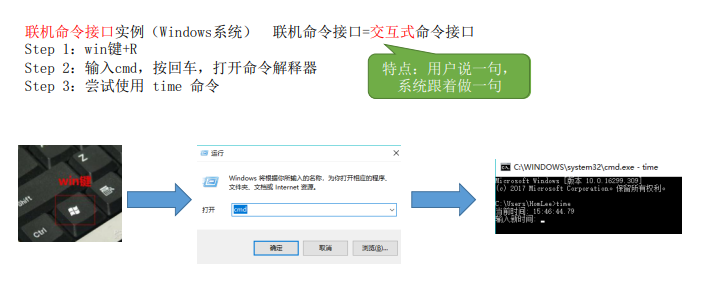 联机命令接口实例（Windows系统） 联机命令接口=交互式命令接口
Step 1：win键+R
Step 2：输入cmd，按回车，打开命令解释器
Step 3：尝试使用 time 命令
特点：用户说一句，
系统跟着做一句
Z
win键
Shift
Ctrl
运行
Windows 将根据你所输入的名称，为你打开相应的程序、
文件夹、文档或 Internet 资源。
打开
cmd
确定
取消
浏览(B)...
C:\WINDOWS\system32\cmd.exe - time
Microsoft Windows [版本 10.0.16299.309]
(c) 2017 Microsoft Corporation。保留所有权利。
C:\Users\HomLee>time
当前时间: 15:46:44.79
输入新时间: